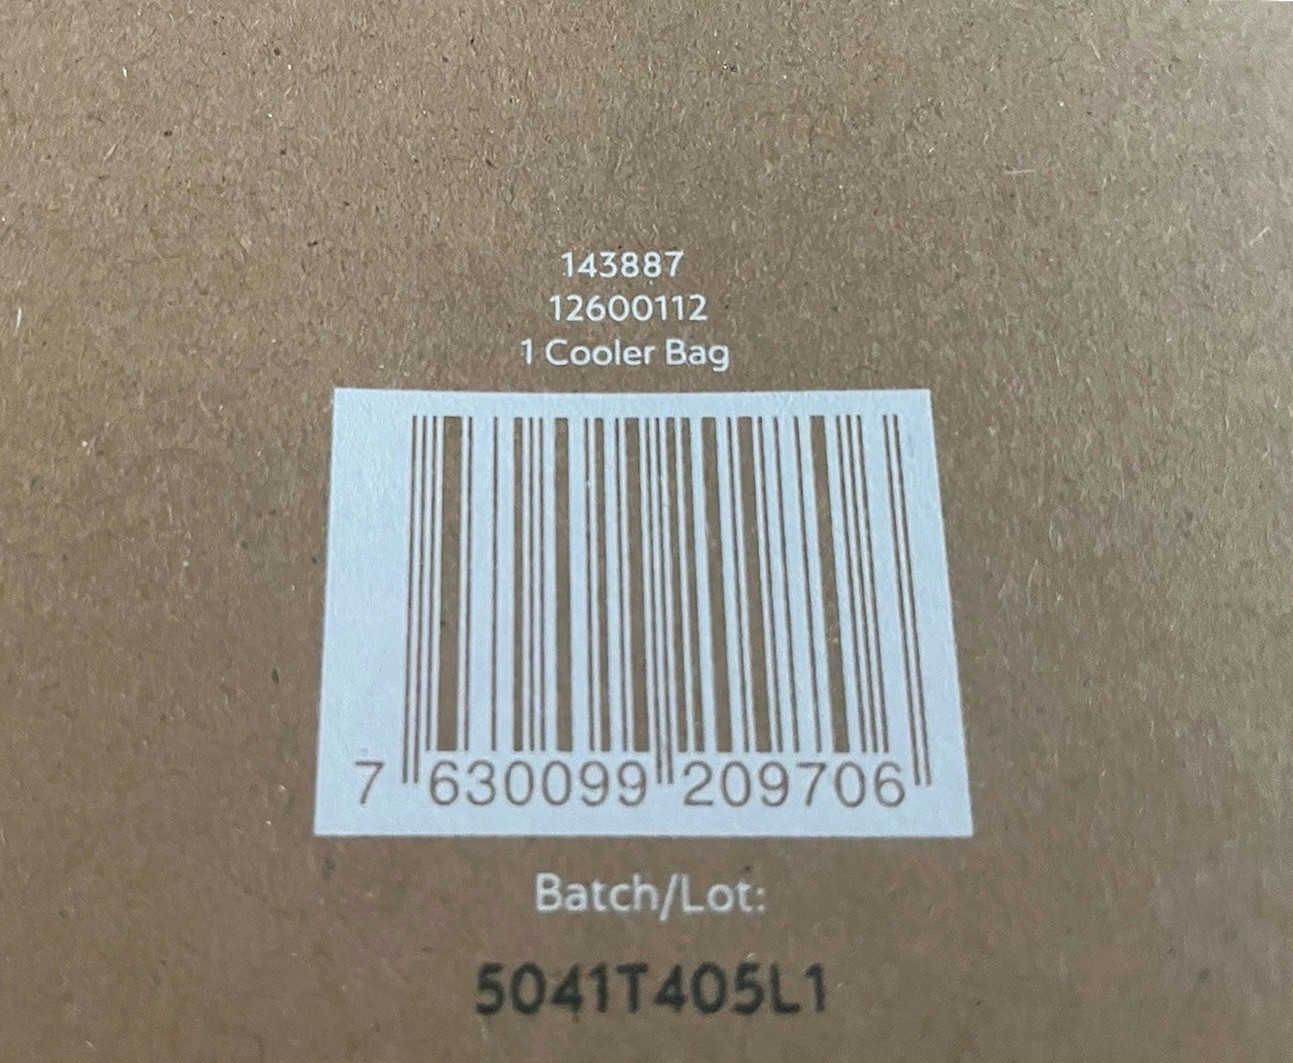 143887
12600112
1 Cooler Bag
7 630099 209706
Batch/Lot:
5041T405L1